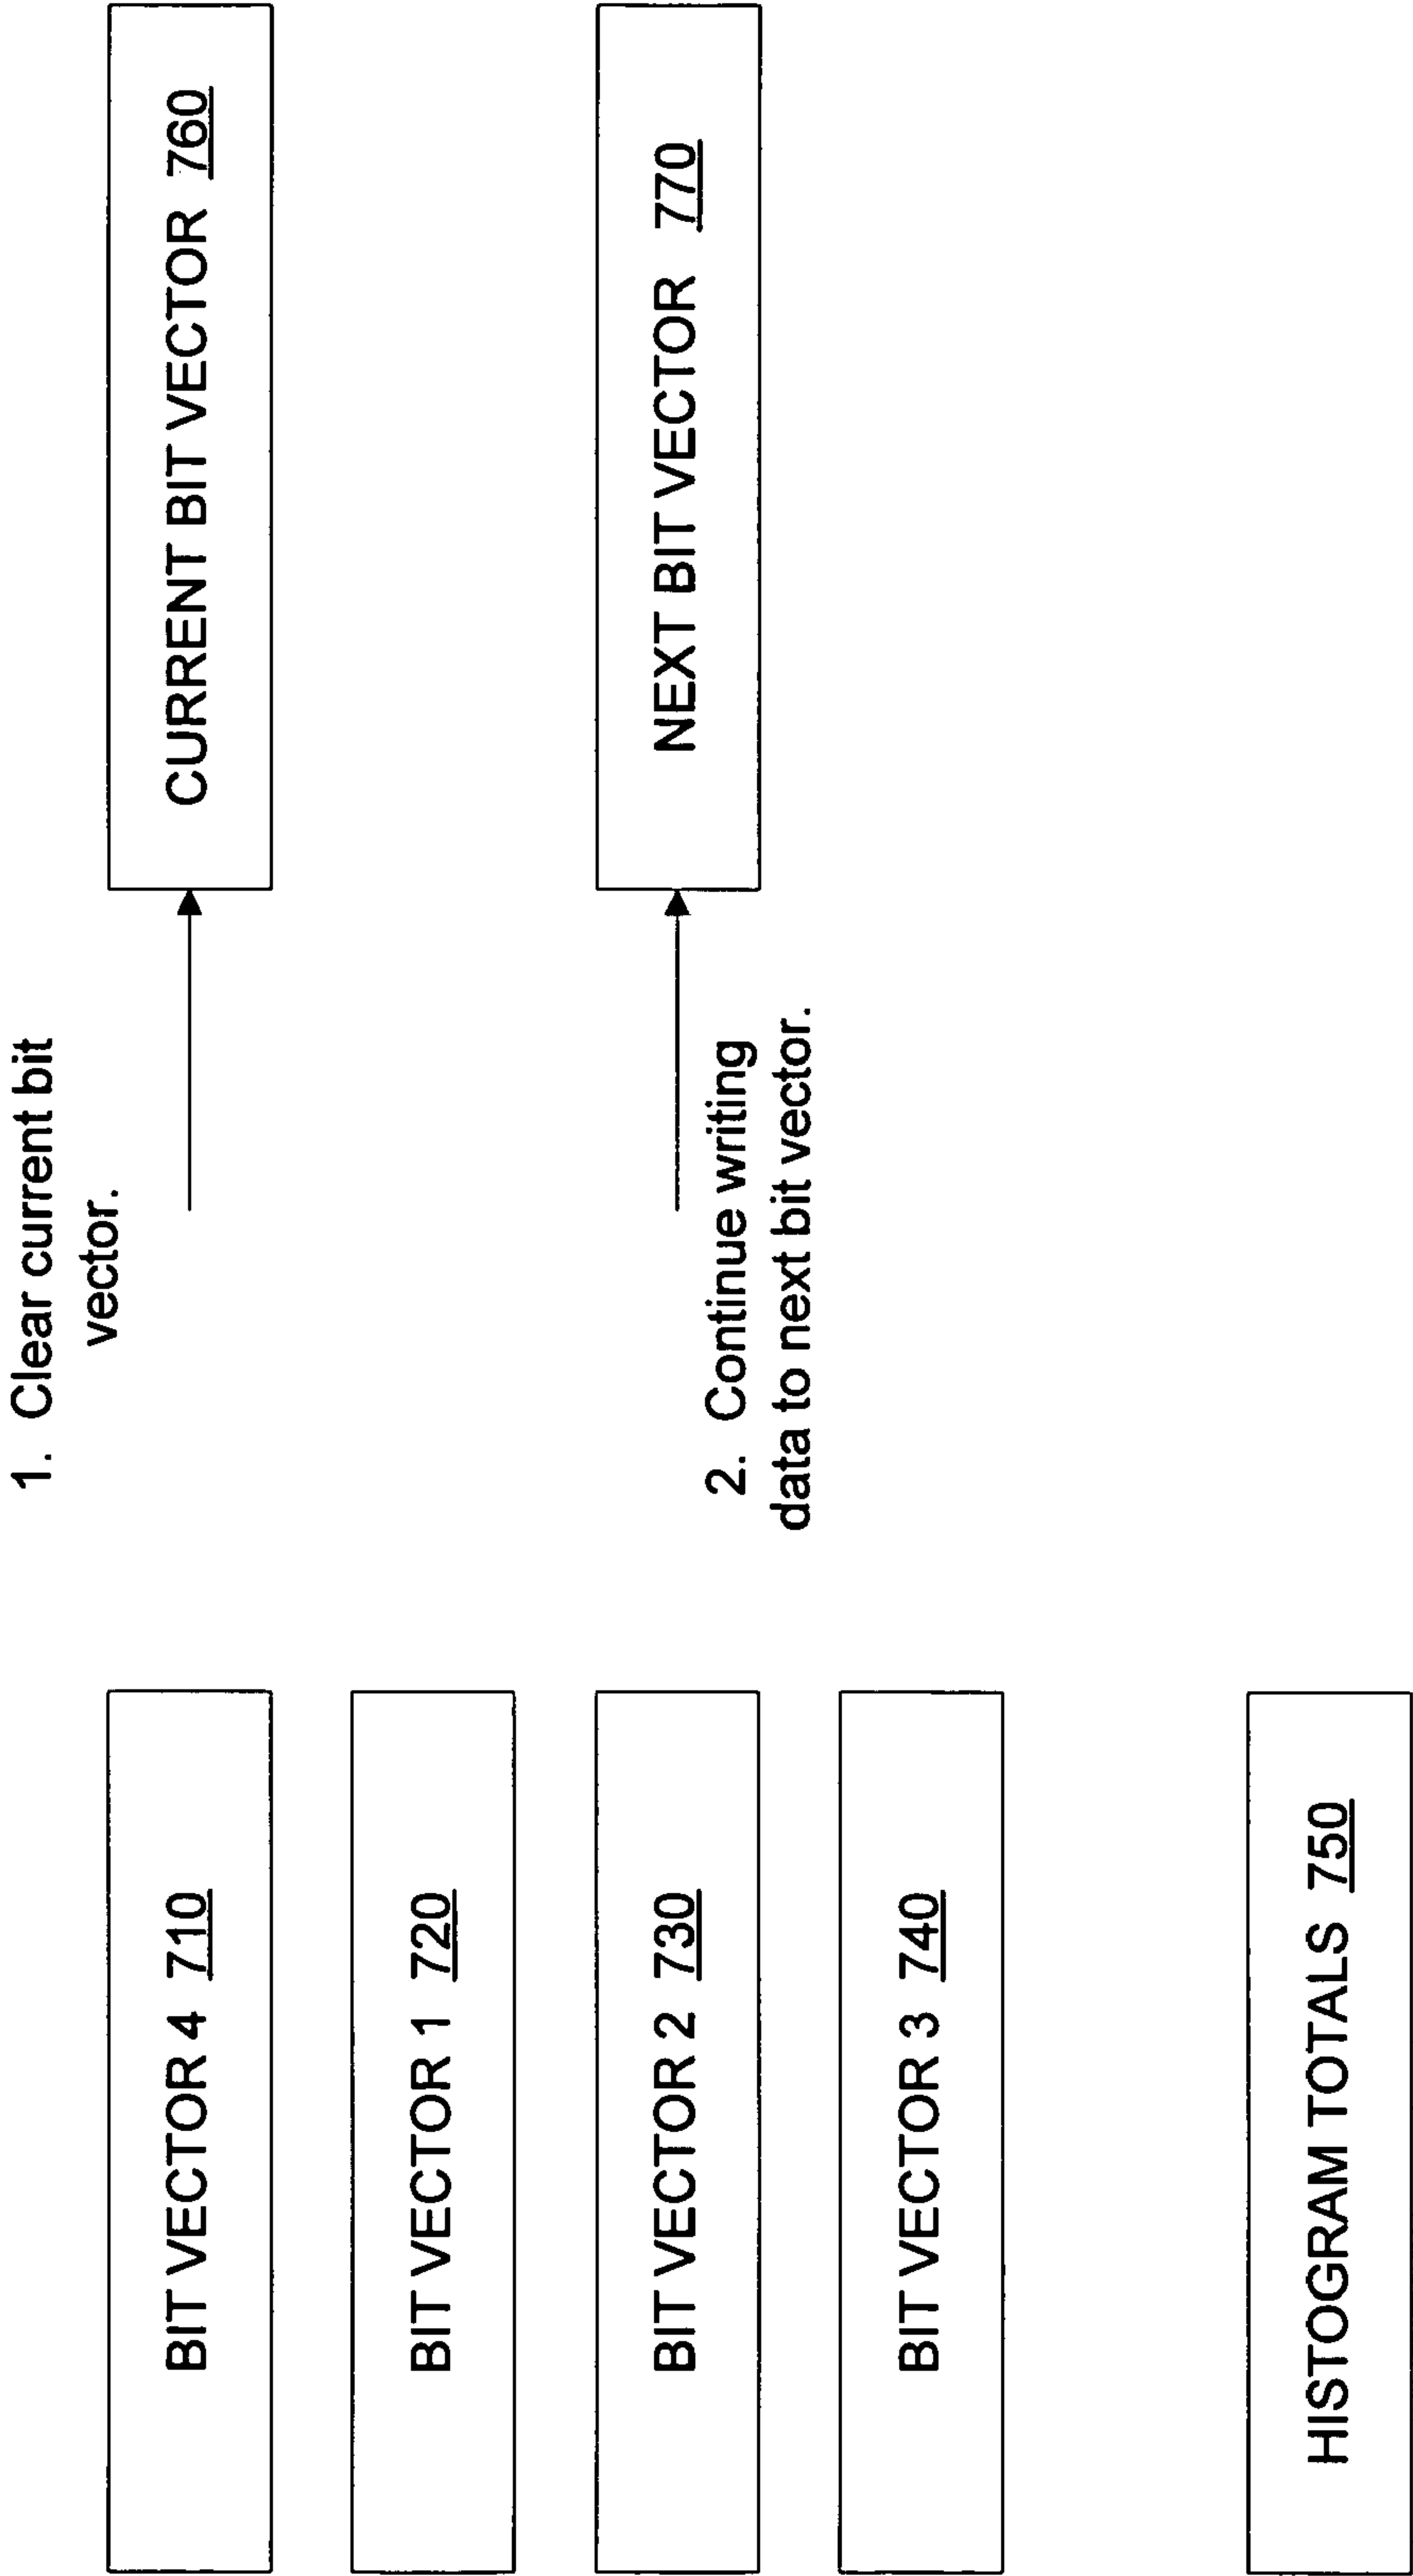 BIT VECTOR 4 710
BIT VECTOR 1 720
BIT VECTOR 2 730
BIT VECTOR 3 740
HISTOGRAM TOTALS 750
1. Clear current bit
vector.
CURRENT BIT VECTOR 760
2. Continue writing
data to next bit vector.
NEXT BIT VECTOR 770